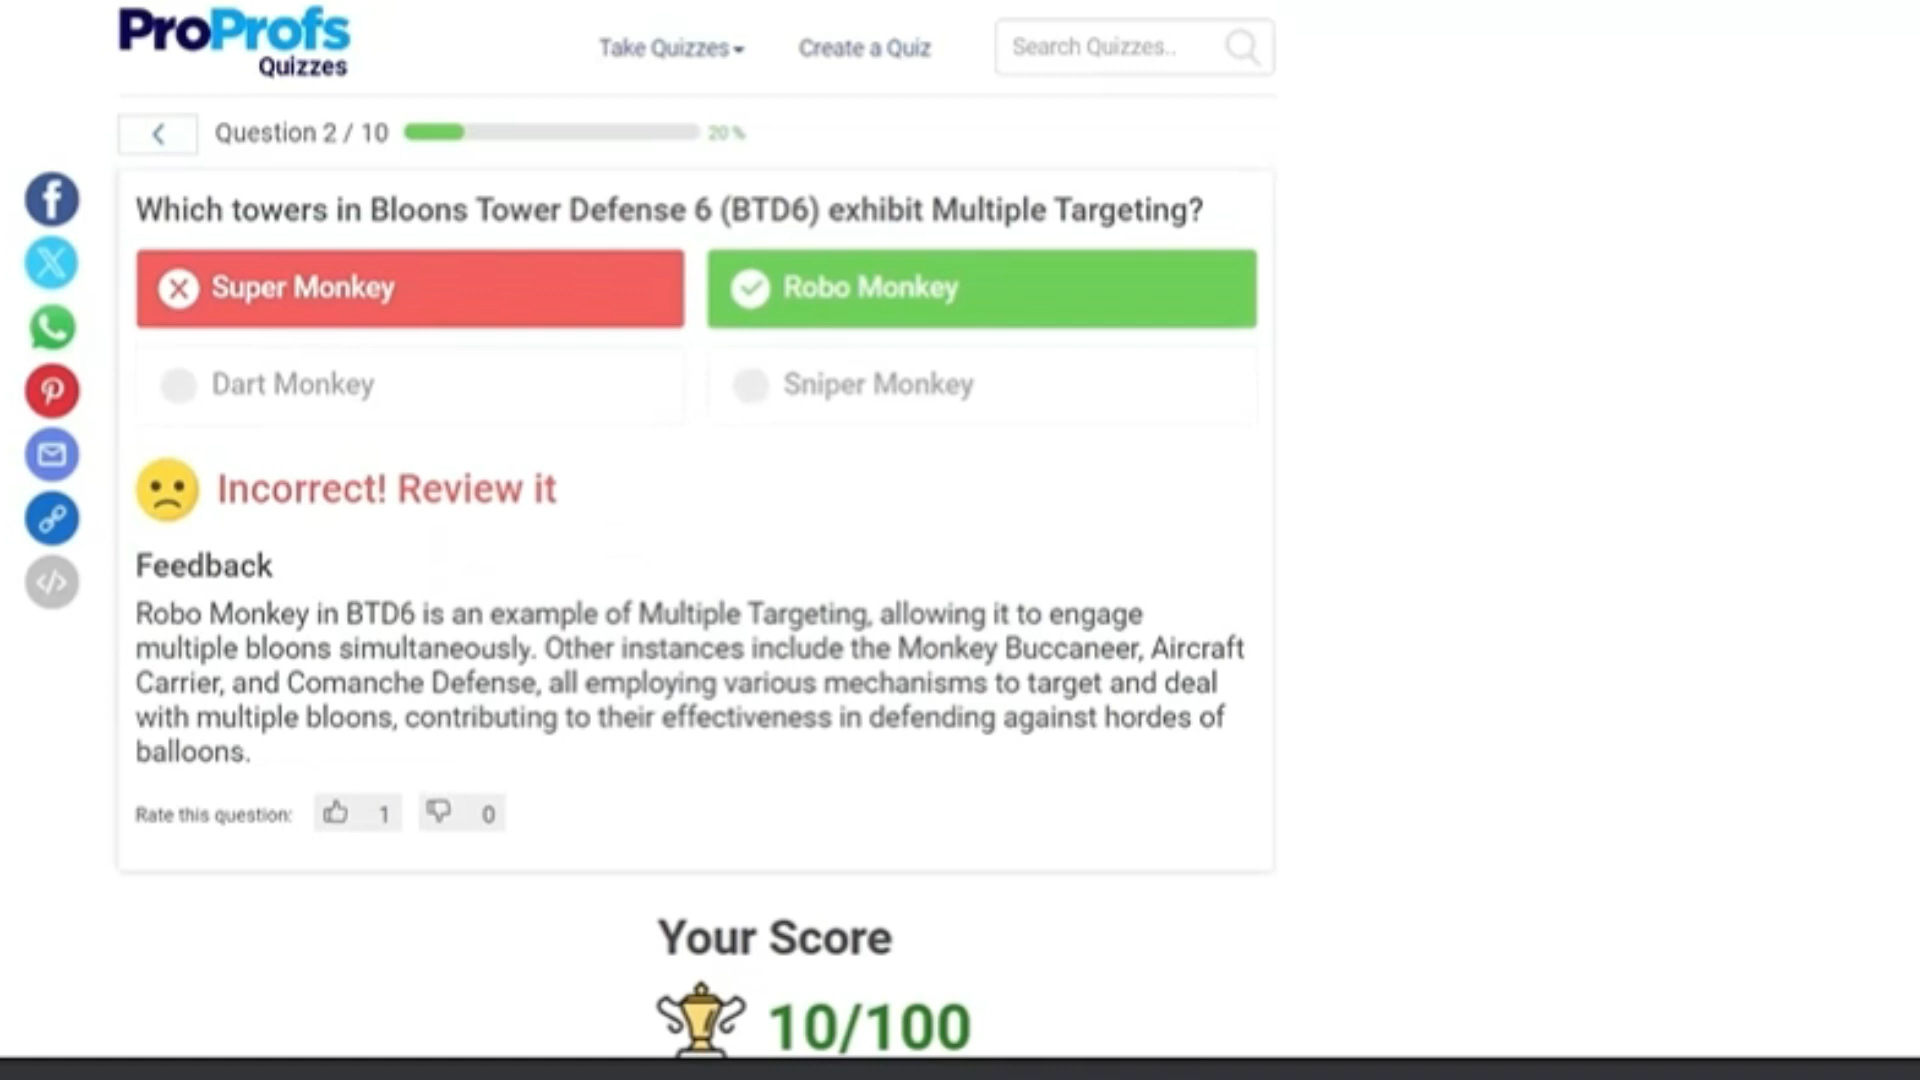 ProProfs
Quizzes
Take Quizzes
Create a Quiz
Search Quizzes..
Question 2 / 10
20 %
Which towers in Bloons Tower Defense 6 (BTD6) exhibit Multiple Targeting?
Super Monkey
Robo Monkey
Dart Monkey
Sniper Monkey
Incorrect! Review it
Feedback
Robo Monkey in BTD6 is an example of Multiple Targeting, allowing it to engage
multiple bloons simultaneously. Other instances include the Monkey Buccaneer, Aircraft
Carrier, and Comanche Defense, all employing various mechanisms to target and deal
with multiple bloons, contributing to their effectiveness in defending against hordes of
balloons.
Rate this question: 1 0
Your Score
10/100